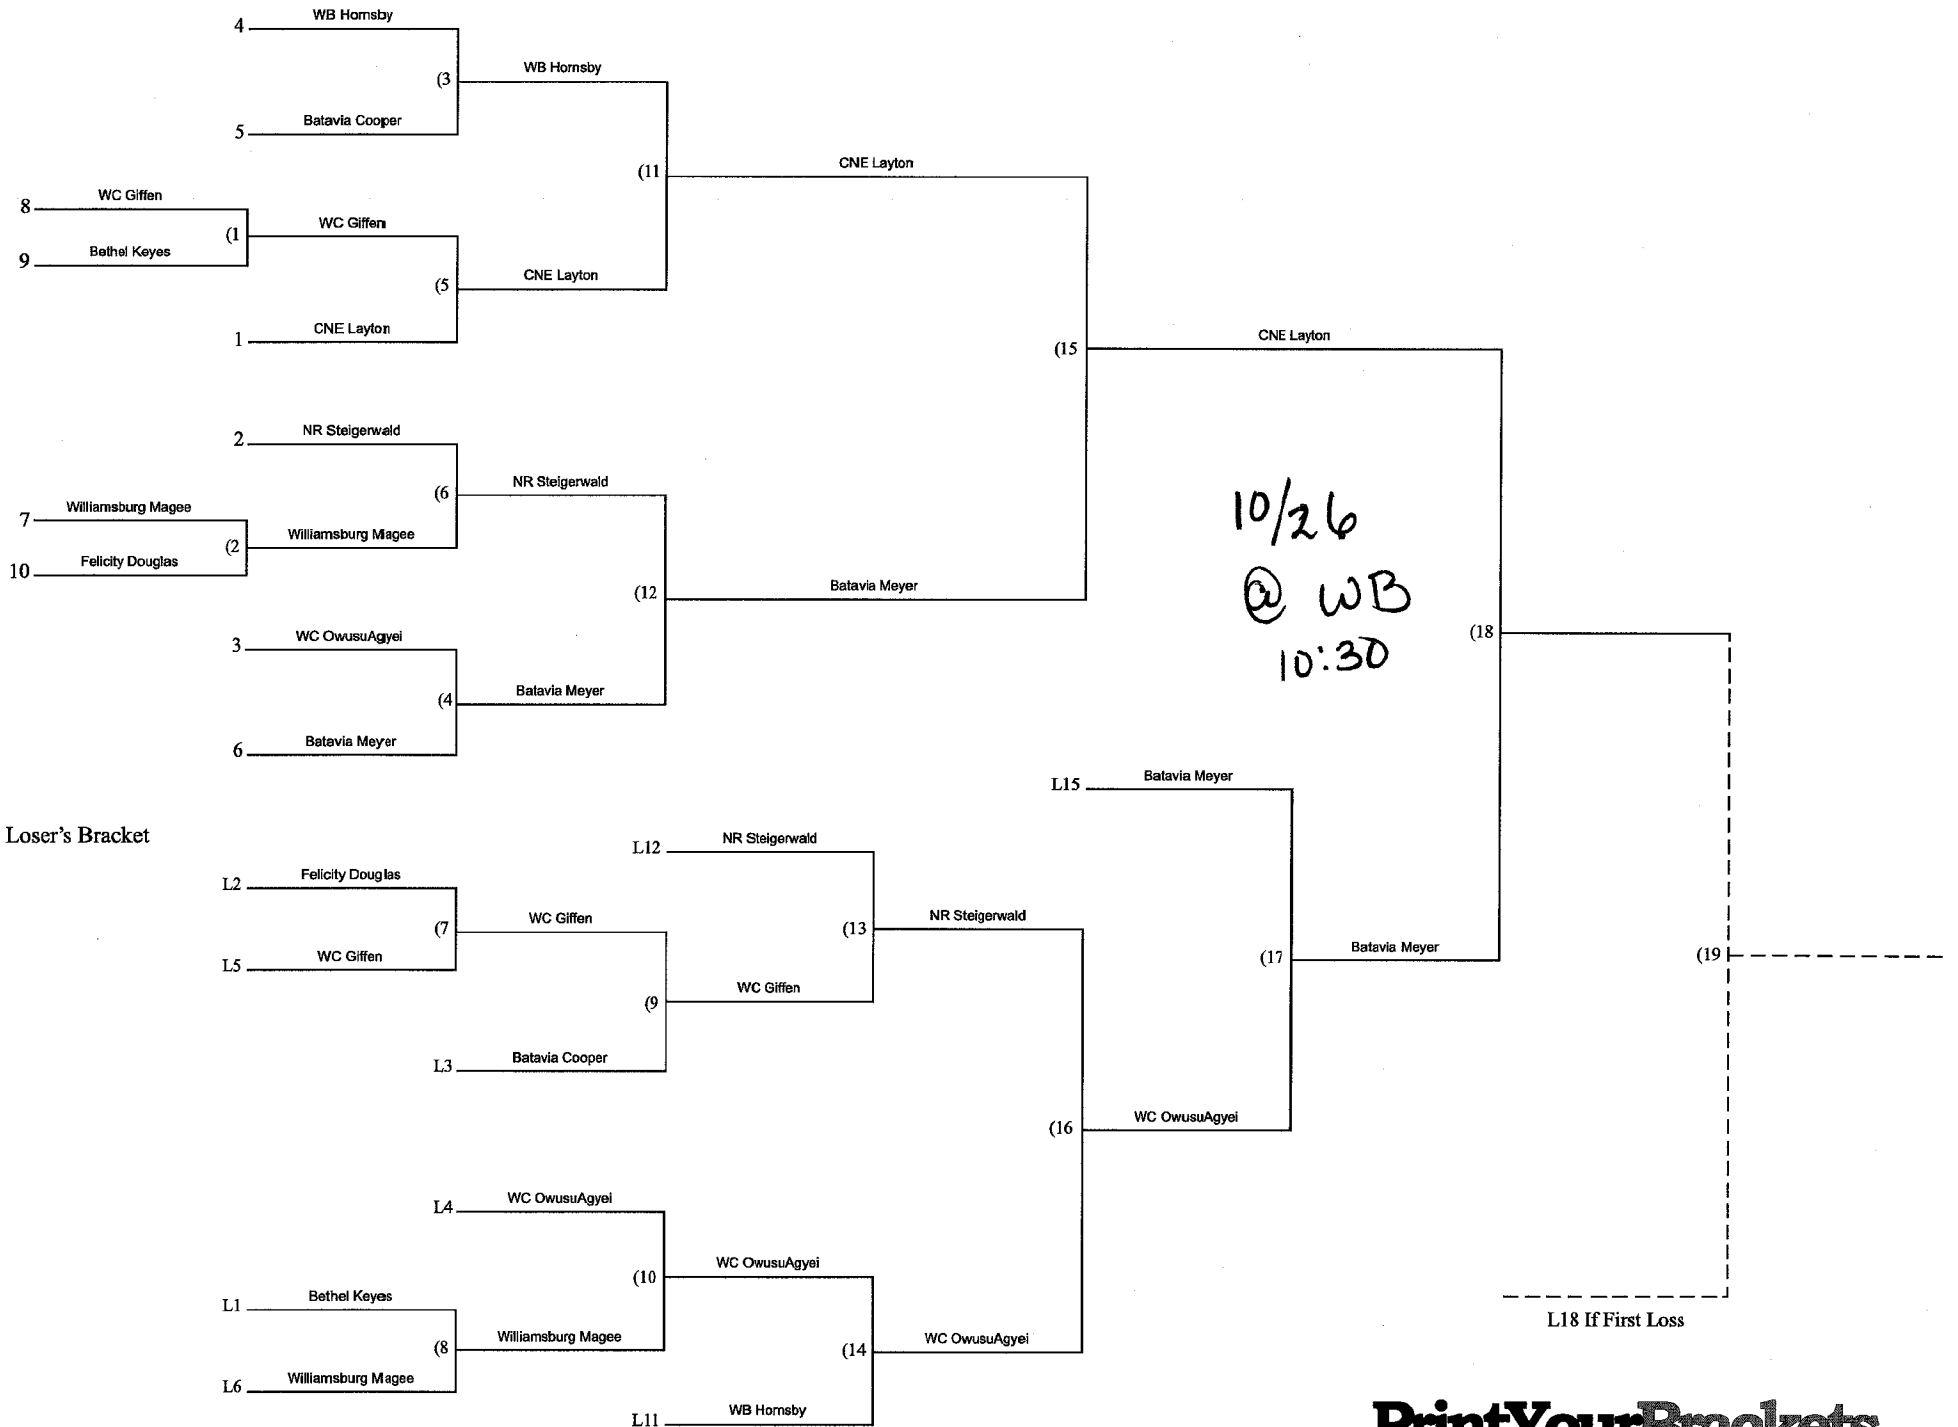 WB Hornsby
4
(3
WB Hornsby
Batavia Cooper
5
(11
CNE Layton
WC Giffen
8
(1
WC Giffen
Bethel Keyes
9
(5
CNE Layton
CNE Layton
1
(15
CNE Layton
NR Steigerwald
2
(6
NR Steigerwald
Williamsburg Magee
7
(2
Williamsburg Magee
Felicity Douglas
10
(12
Batavia Meyer
WC OwusuAgyei
3
(4
Batavia Meyer
Batavia Meyer
6
10/26
@ WB
10:30
(18
L15
Batavia Meyer
Loser's Bracket
L12
NR Steigerwald
L2
Felicity Douglas
(7
WC Giffen
(13
NR Steigerwald
L5
WC Giffen
(9
WC Giffen
(17
Batavia Meyer
(19
L3
Batavia Cooper
(16
WC OwusuAgyei
L4
WC OwusuAgyei
(10
WC OwusuAgyei
L1
Bethel Keyes
(8
Williamsburg Magee
(14
WC OwusuAgyei
L6
Williamsburg Magee
L11
WB Hornsby
L18 If First Loss
PrintYourBrackets